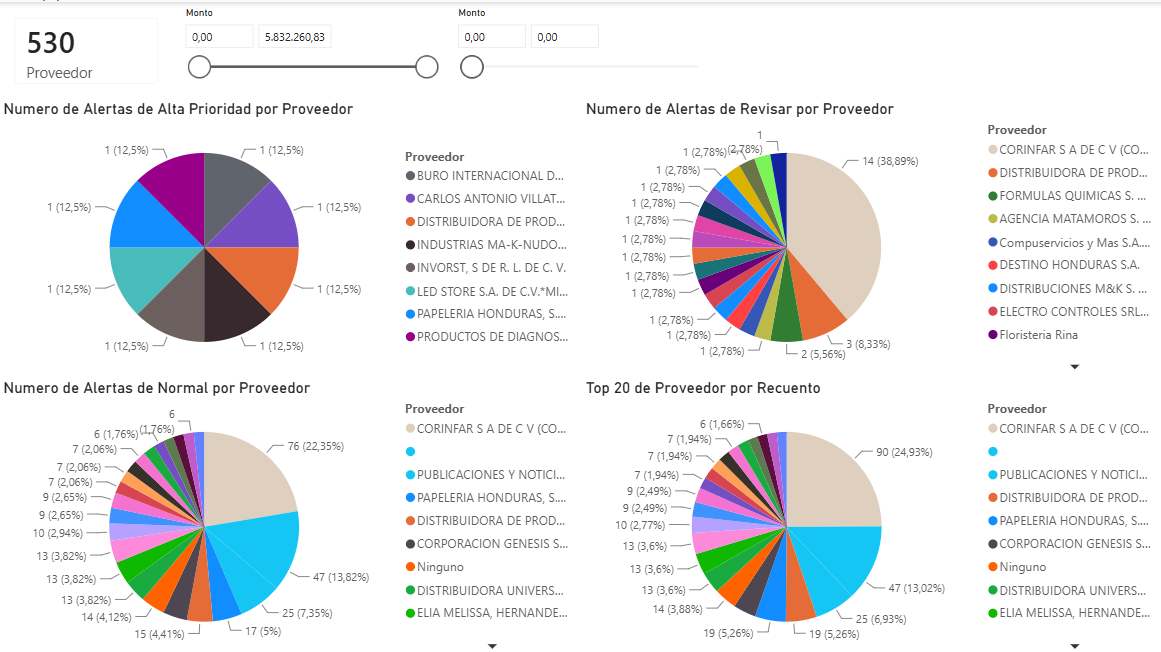 Monto
Monto
530
Proveedor
0,00
5.832.260,83
0,00
0,00
Numero de Alertas de Alta Prioridad por Proveedor
1 (12,5%)
1 (12,5%)
1 (12,5%)
1 (12,5%)
1 (12,5%)
1 (12,5%)
1 (12,5%)
1 (12,5%)
Proveedor
BURO INTERNACIONAL D...
CARLOS ANTONIO VILLAT...
DISTRIBUIDORA DE PROD...
INDUSTRIAS MA-K-NUDO...
INVORST, S DE R. L. DE C. V.
LED STORE S.A. DE C.V.*MI...
PAPELERIA HONDURAS, S....
PRODUCTOS DE DIAGNOS...
Numero de Alertas de Revisar por Proveedor
1
1 (2,78%)
(2,78%)
1 (2,78%)
1 (2,78%)
1 (2,78%)
1 (2,78%)
1 (2,78%)
1 (2,78%)
1 (2,78%)
1 (2,78%)
1 (2,78%)
1 (2,78%)
1 (2,78%)
14 (38,89%)
3 (8,33%)
2 (5,56%)
Proveedor
CORINFAR S A DE C V (CO...
DISTRIBUIDORA DE PROD...
FORMULAS QUIMICAS S. ...
AGENCIA MATAMOROS S. ...
Compuservicios y Mas S.A....
DESTINO HONDURAS S.A.
DISTRIBUCIONES M&K S. ...
ELECTRO CONTROLES SRL...
Floristeria Rina
Numero de Alertas de Normal por Proveedor
6
6 (1,76%)
(1,76%)
7 (2,06%)
7 (2,06%)
7 (2,06%)
9 (2,65%)
9 (2,65%)
10 (2,94%)
13 (3,82%)
13 (3,82%)
13 (3,82%)
14 (4,12%)
15 (4,41%)
17 (5%)
25 (7,35%)
47 (13,82%)
76 (22,35%)
Proveedor
CORINFAR S A DE C V (CO...
PUBLICACIONES Y NOTICI...
PAPELERIA HONDURAS, S....
DISTRIBUIDORA DE PROD...
CORPORACION GENESIS S...
Ninguno
DISTRIBUIDORA UNIVERS...
ELIA MELISSA, HERNANDE...
Top 20 de Proveedor por Recuento
6 (1,66%)
7 (1,94%)
7 (1,94%)
7 (1,94%)
9 (2,49%)
9 (2,49%)
10 (2,77%)
13 (3,6%)
13 (3,6%)
13 (3,6%)
14 (3,88%)
19 (5,26%)
19 (5,26%)
25 (6,93%)
47 (13,02%)
90 (24,93%)
Proveedor
CORINFAR S A DE C V (CO...
PUBLICACIONES Y NOTICI...
DISTRIBUIDORA DE PROD...
PAPELERIA HONDURAS, S....
CORPORACION GENESIS S...
Ninguno
DISTRIBUIDORA UNIVERS...
ELIA MELISSA, HERNANDE...